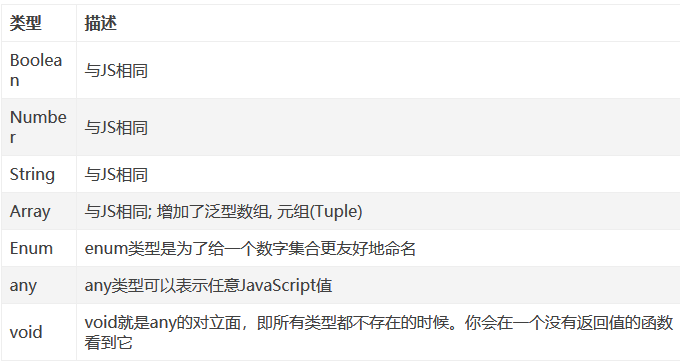 类型 描述
Boolea
n 与JS相同
Numbe
r 与JS相同
String 与JS相同
Array 与JS相同; 增加了泛型数组, 元组(Tuple)
Enum enum类型是为了给一个数字集合更友好地命名
any any类型可以表示任意JavaScript值
void void就是any的对立面，即所有类型都不存在的时候。你会在一个没有返回值的函数
看到它